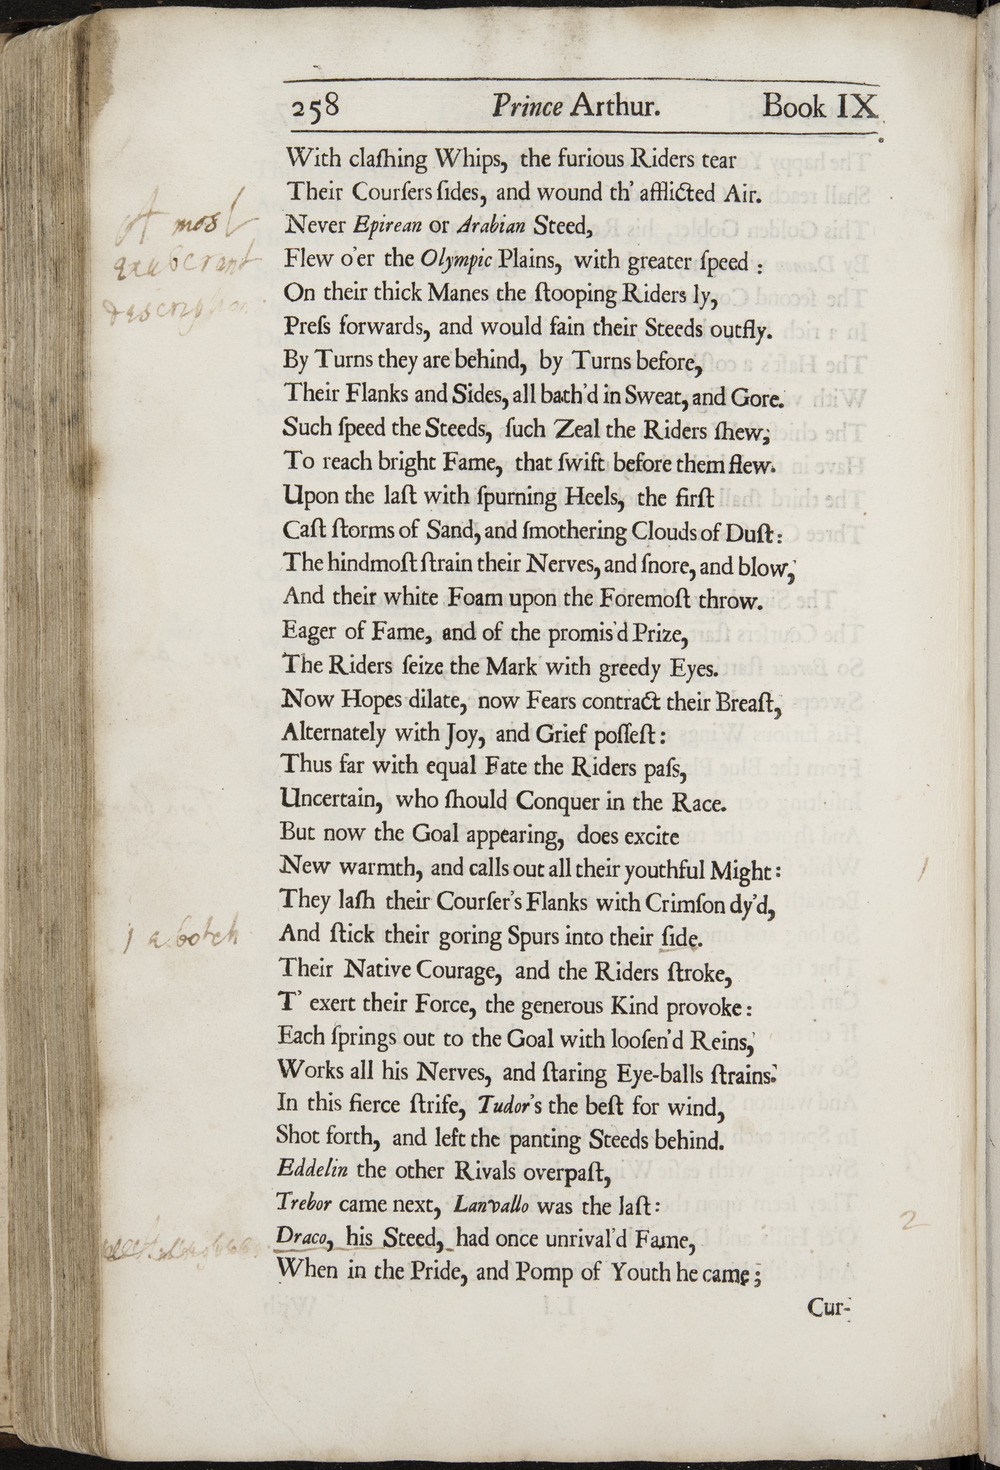 258 Prince Arthur. Book IX.
With claſhing Whips, the furious Riders tear
Their Courſers ſides, and wound th' afflicted Air.
Never Epirean or Arabian Steed,
Flew o'er the Olympic Plains, with greater ſpeed :
On their thick Manes the ſtooping Riders ly,
Preſs forwards, and would fain their Steeds outfly.
By Turns they are behind, by Turns before,
Their Flanks and Sides, all bath'd in Sweat, and Gore.
Such ſpeed the Steeds, ſuch Zeal the Riders ſhew;
To reach bright Fame, that ſwift before them flew.
Upon the laſt with ſpurning Heels, the firſt
Caſt ſtorms of Sand, and ſmothering Clouds of Duſt:
The hindmoſt ſtrain their Nerves, and ſnore, and blow,
And their white Foam upon the Foremoſt throw.
Eager of Fame, and of the promis'd Prize,
The Riders ſeize the Mark with greedy Eyes.
Now Hopes dilate, now Fears contract their Breaſt,
Alternately with Joy, and Grief poſſeſt:
Thus far with equal Fate the Riders paſs,
Uncertain, who ſhould Conquer in the Race.
But now the Goal appearing, does excite
New warmth, and calls out all their youthful Might:
They laſh their Courſer's Flanks with Crimſon dy'd,
And ſtick their goring Spurs into their ſide.
Their Native Courage, and the Riders ſtroke,
T' exert their Force, the generous Kind provoke:
Each ſprings out to the Goal with looſen'd Reins,
Works all his Nerves, and ſtaring Eye-balls ſtrains.
In this fierce ſtrife, Tudor's the beſt for wind,
Shot forth, and left the panting Steeds behind.
Eddelin the other Rivals overpaſt,
Trebor came next, Lanvallo was the laſt:
Draco, his Steed, had once unrival'd Fame,
When in the Pride, and Pomp of Youth he came;
Cur-
A most
exuberant
description
1 a botch
1
2